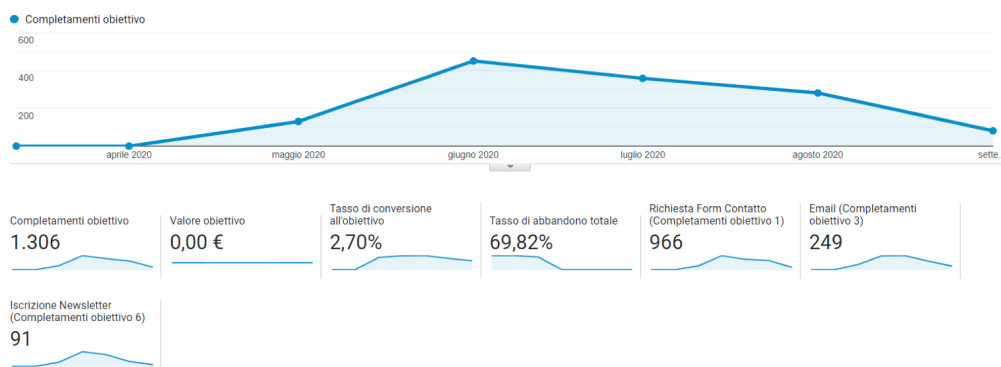 Completamenti obiettivo
600
400
200
aprile 2020
maggio 2020
giugno 2020
luglio 2020
agosto 2020
sette...
Completamenti obiettivo
1.306
Valore obiettivo
0,00 €
Tasso di conversione
all'obiettivo
2,70%
Tasso di abbandono totale
69,82%
Richiesta Form Contatto
(Completamenti obiettivo 1)
966
Email (Completamenti
obiettivo 3)
249
Iscrizione Newsletter
(Completamenti obiettivo 6)
91